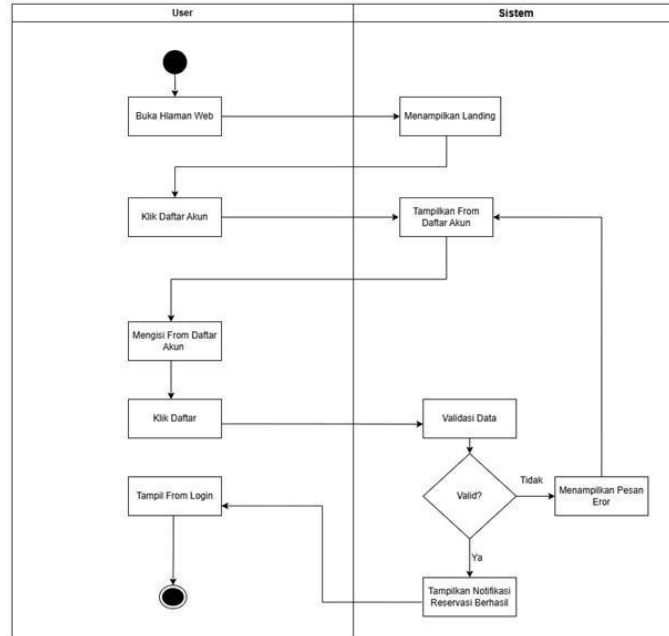 User
Sistem
Buka Hlaman Web
Menampilkan Landing
Klik Daftar Akun
Tampilkan From
Daftar Akun
Mengisi From Daftar
Akun
Klik Daftar
Validasi Data
Valid?
Tidak
Menampilkan Pesan
Eror
Tampil From Login
Ya
Tampilkan Notifikasi
Reservasi Berhasil